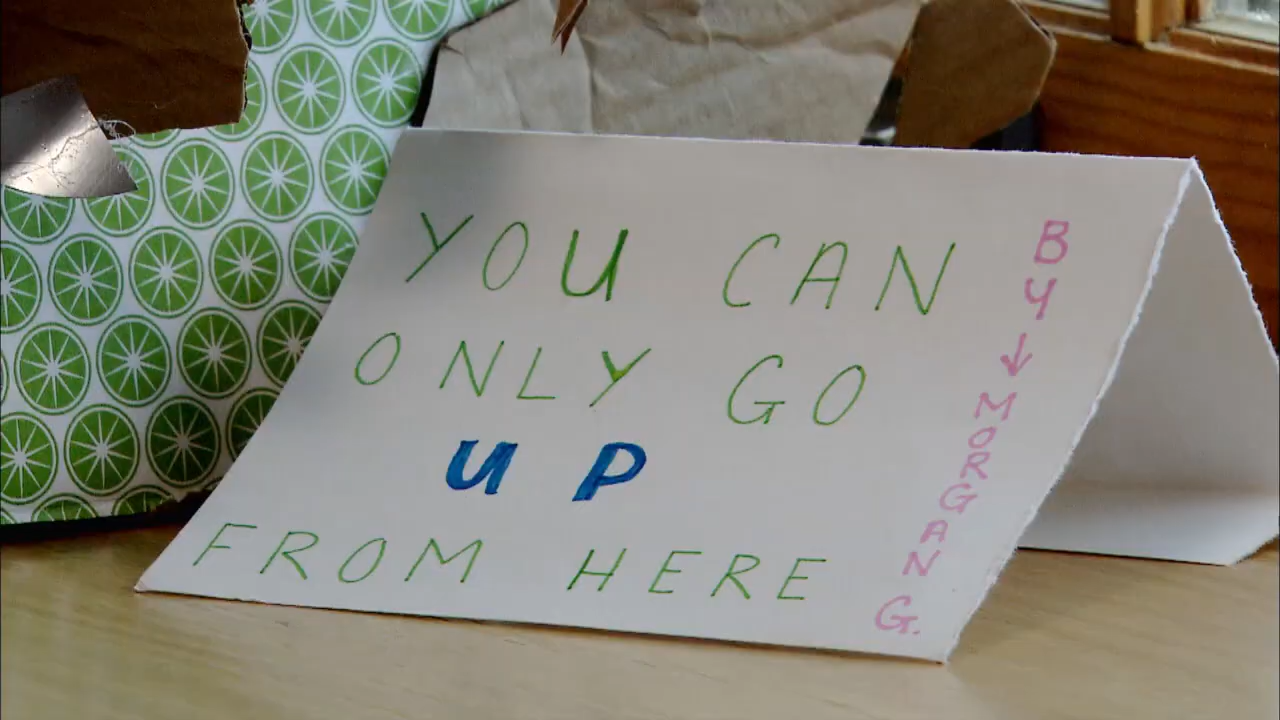 YOU CAN
ONLY GO
UP
FROM HERE
BY ↓ MORGAN G.